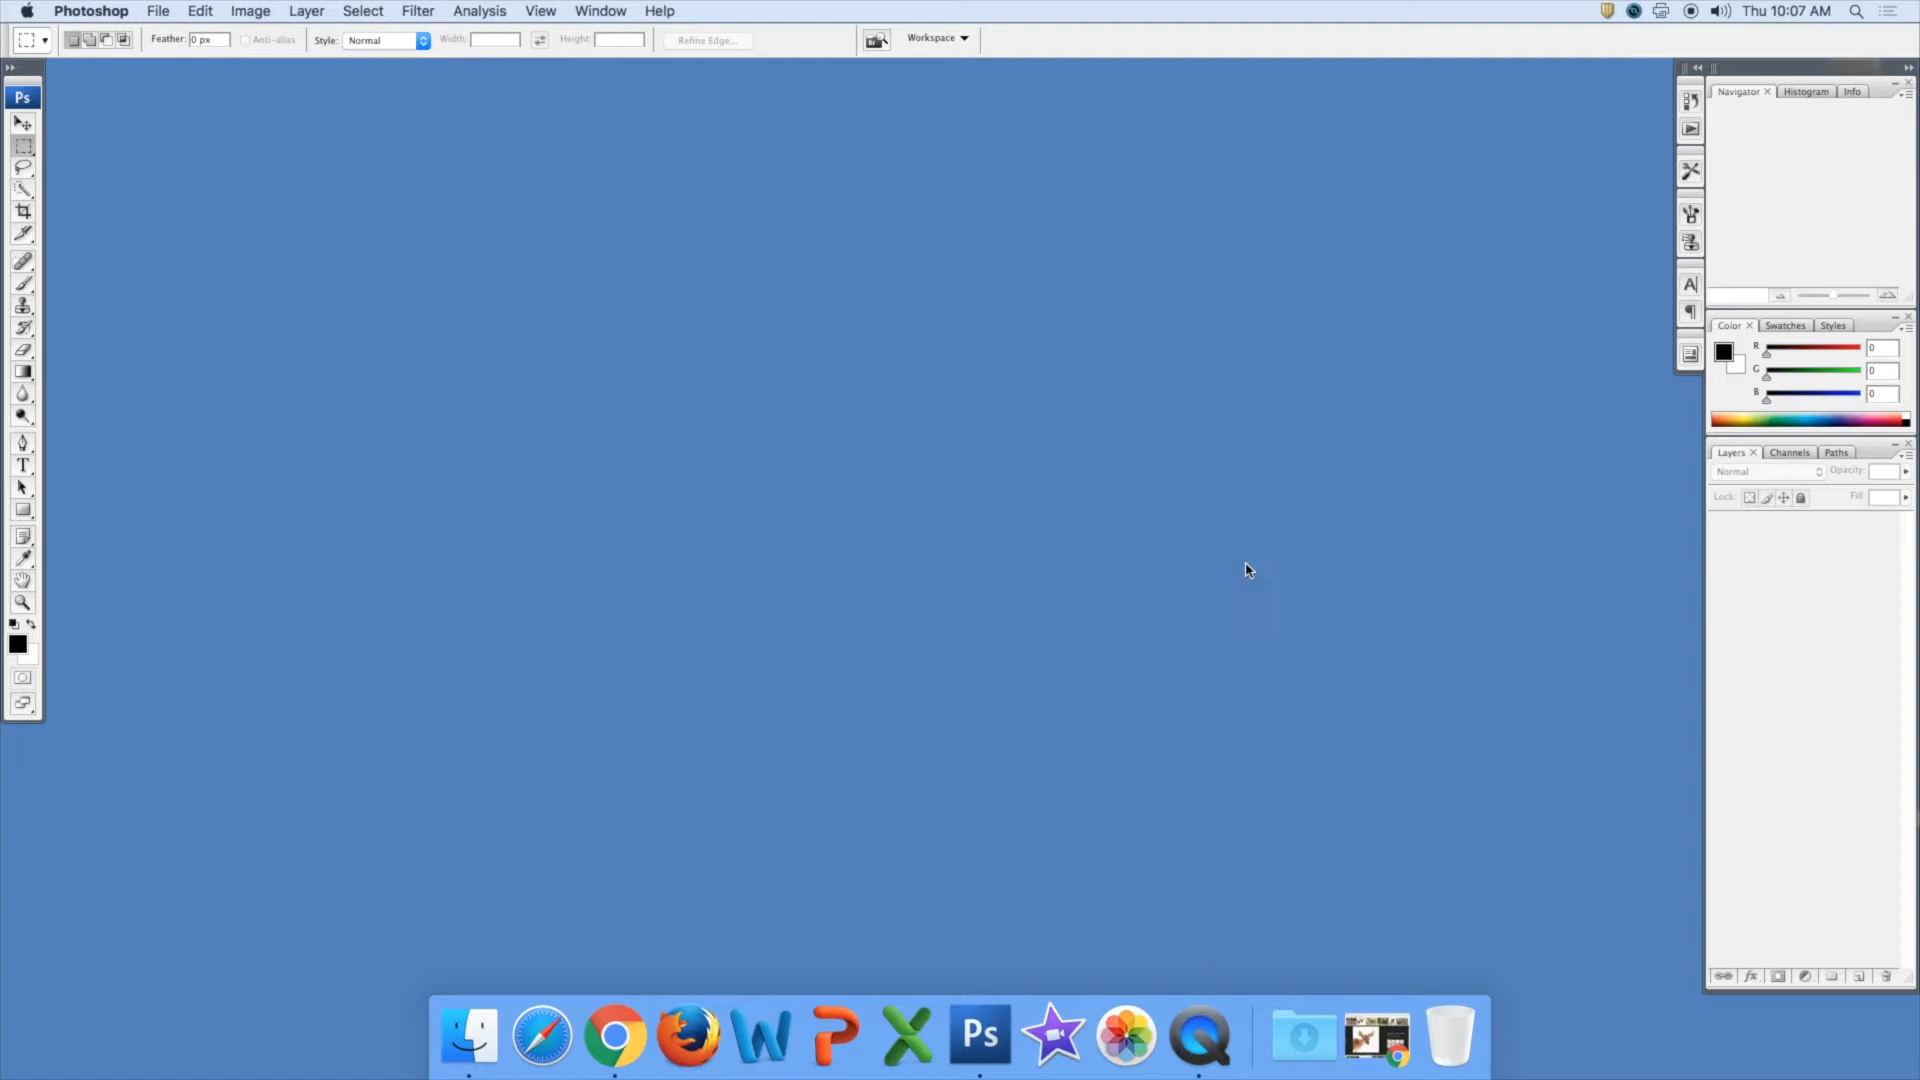 Photoshop File Edit Image Layer Select Filter Analysis View Window Help Thu 10:07 AM
Feather: 0 px Anti-alias Style: Normal Width: Height: Refine Edge... Workspace
Ps
Navigator Histogram Info
Color Swatches Styles
R 0
G 0
B 0
Layers Channels Paths
Normal Opacity:
Lock: Fill
T
A
Ps